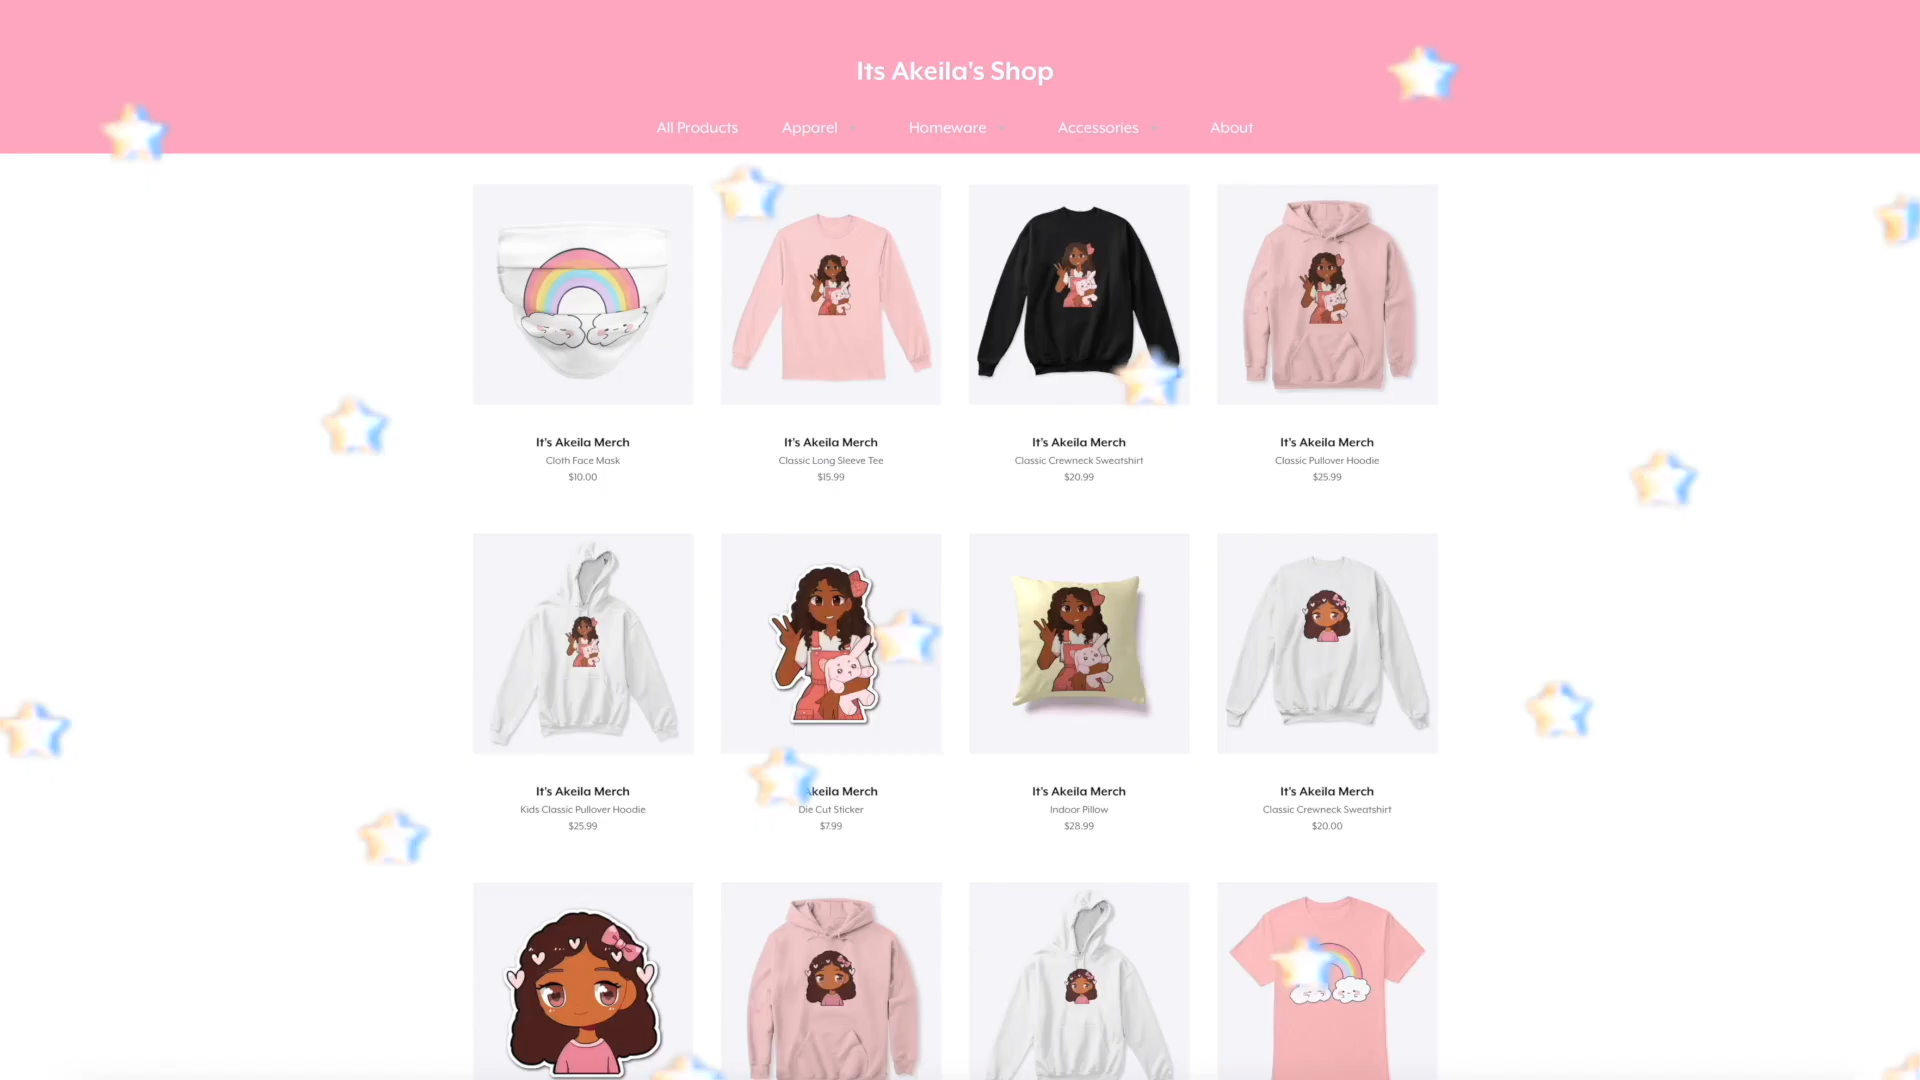 Its Akeila's Shop
All Products Apparel Homeware Accessories About
It's Akeila Merch
Cloth Face Mask
$10.00
It's Akeila Merch
Classic Long Sleeve Tee
$15.99
It's Akeila Merch
Classic Crewneck Sweatshirt
$20.99
It's Akeila Merch
Classic Pullover Hoodie
$25.99
It's Akeila Merch
Kids Classic Pullover Hoodie
$25.99
Akeila Merch
Die Cut Sticker
$7.99
It's Akeila Merch
Indoor Pillow
$28.99
It's Akeila Merch
Classic Crewneck Sweatshirt
$20.00